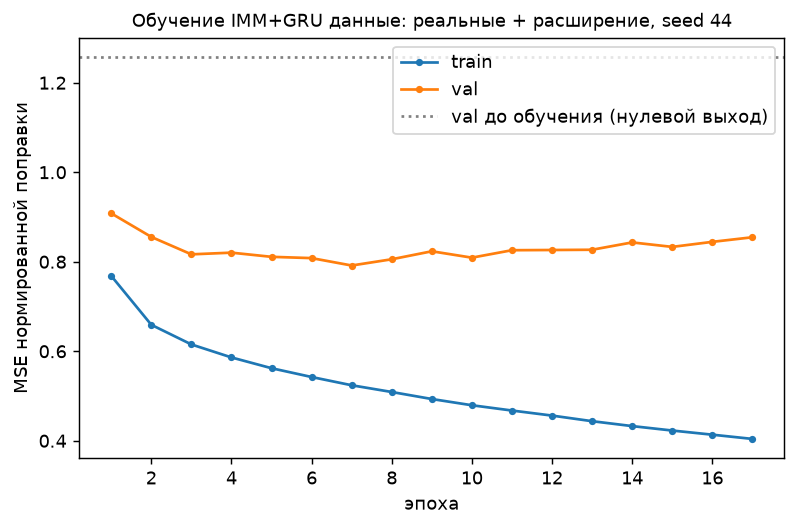 Обучение IMM+GRU данные: реальные + расширение, seed 44
train
val
val до обучения (нулевой выход)
MSE нормированной поправки
1.2
1.0
0.8
0.6
0.4
2 4 6 8 10 12 14 16
эпоха